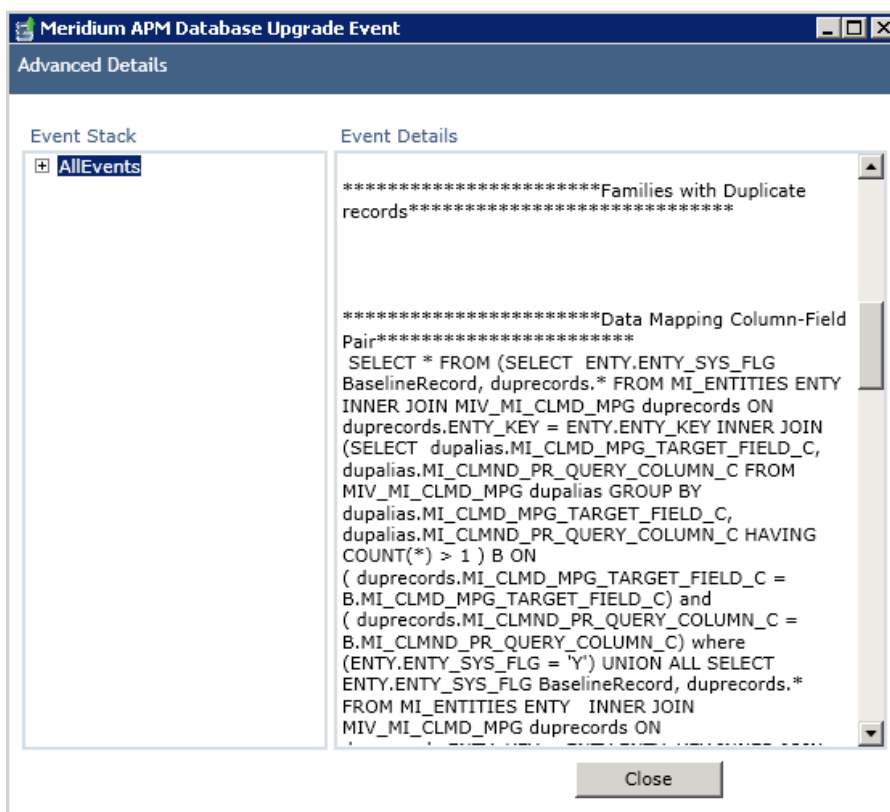 Meridium APM Database Upgrade Event
Advanced Details
Event Stack
AllEvents
Event Details
***********************Families with Duplicate
records*****************************
***********************Data Mapping Column-Field
Pair***********************
SELECT * FROM (SELECT ENTY.ENTY_SYS_FLG
BaselineRecord, duprecords.* FROM MI_ENTITIES ENTY
INNER JOIN MIV_MI_CLMD_MPG duprecords ON
duprecords.ENTY_KEY = ENTY.ENTY_KEY INNER JOIN
(SELECT dupalias.MI_CLMD_MPG_TARGET_FIELD_C,
dupalias.MI_CLMND_PR_QUERY_COLUMN_C FROM
MIV_MI_CLMD_MPG dupalias GROUP BY
dupalias.MI_CLMD_MPG_TARGET_FIELD_C,
dupalias.MI_CLMND_PR_QUERY_COLUMN_C HAVING
COUNT(*) > 1 ) B ON
( duprecords.MI_CLMD_MPG_TARGET_FIELD_C =
B.MI_CLMD_MPG_TARGET_FIELD_C) and
( duprecords.MI_CLMND_PR_QUERY_COLUMN_C =
B.MI_CLMND_PR_QUERY_COLUMN_C) where
(ENTY.ENTY_SYS_FLG = 'Y') UNION ALL SELECT
ENTY.ENTY_SYS_FLG BaselineRecord, duprecords.*
FROM MI_ENTITIES ENTY INNER JOIN
MIV_MI_CLMD_MPG duprecords ON
Close